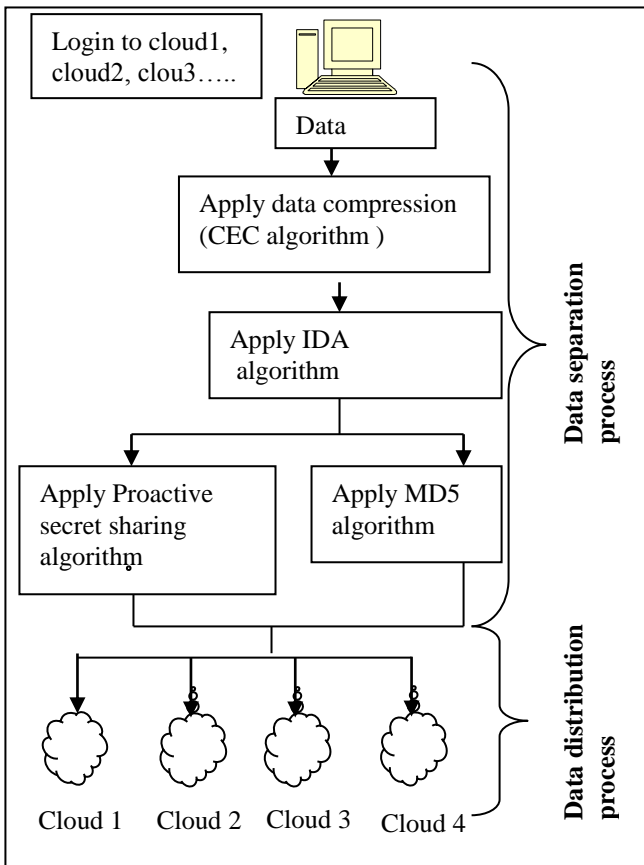 Login to cloud1,
cloud2, clou3…..
Data
Apply data compression
(CEC algorithm )
Apply IDA
algorithm
Apply Proactive
secret sharing
algorithm
Apply MD5
algorithm
Data separation
process
Cloud 1
Cloud 2
Cloud 3
Cloud 4
Data distribution
process